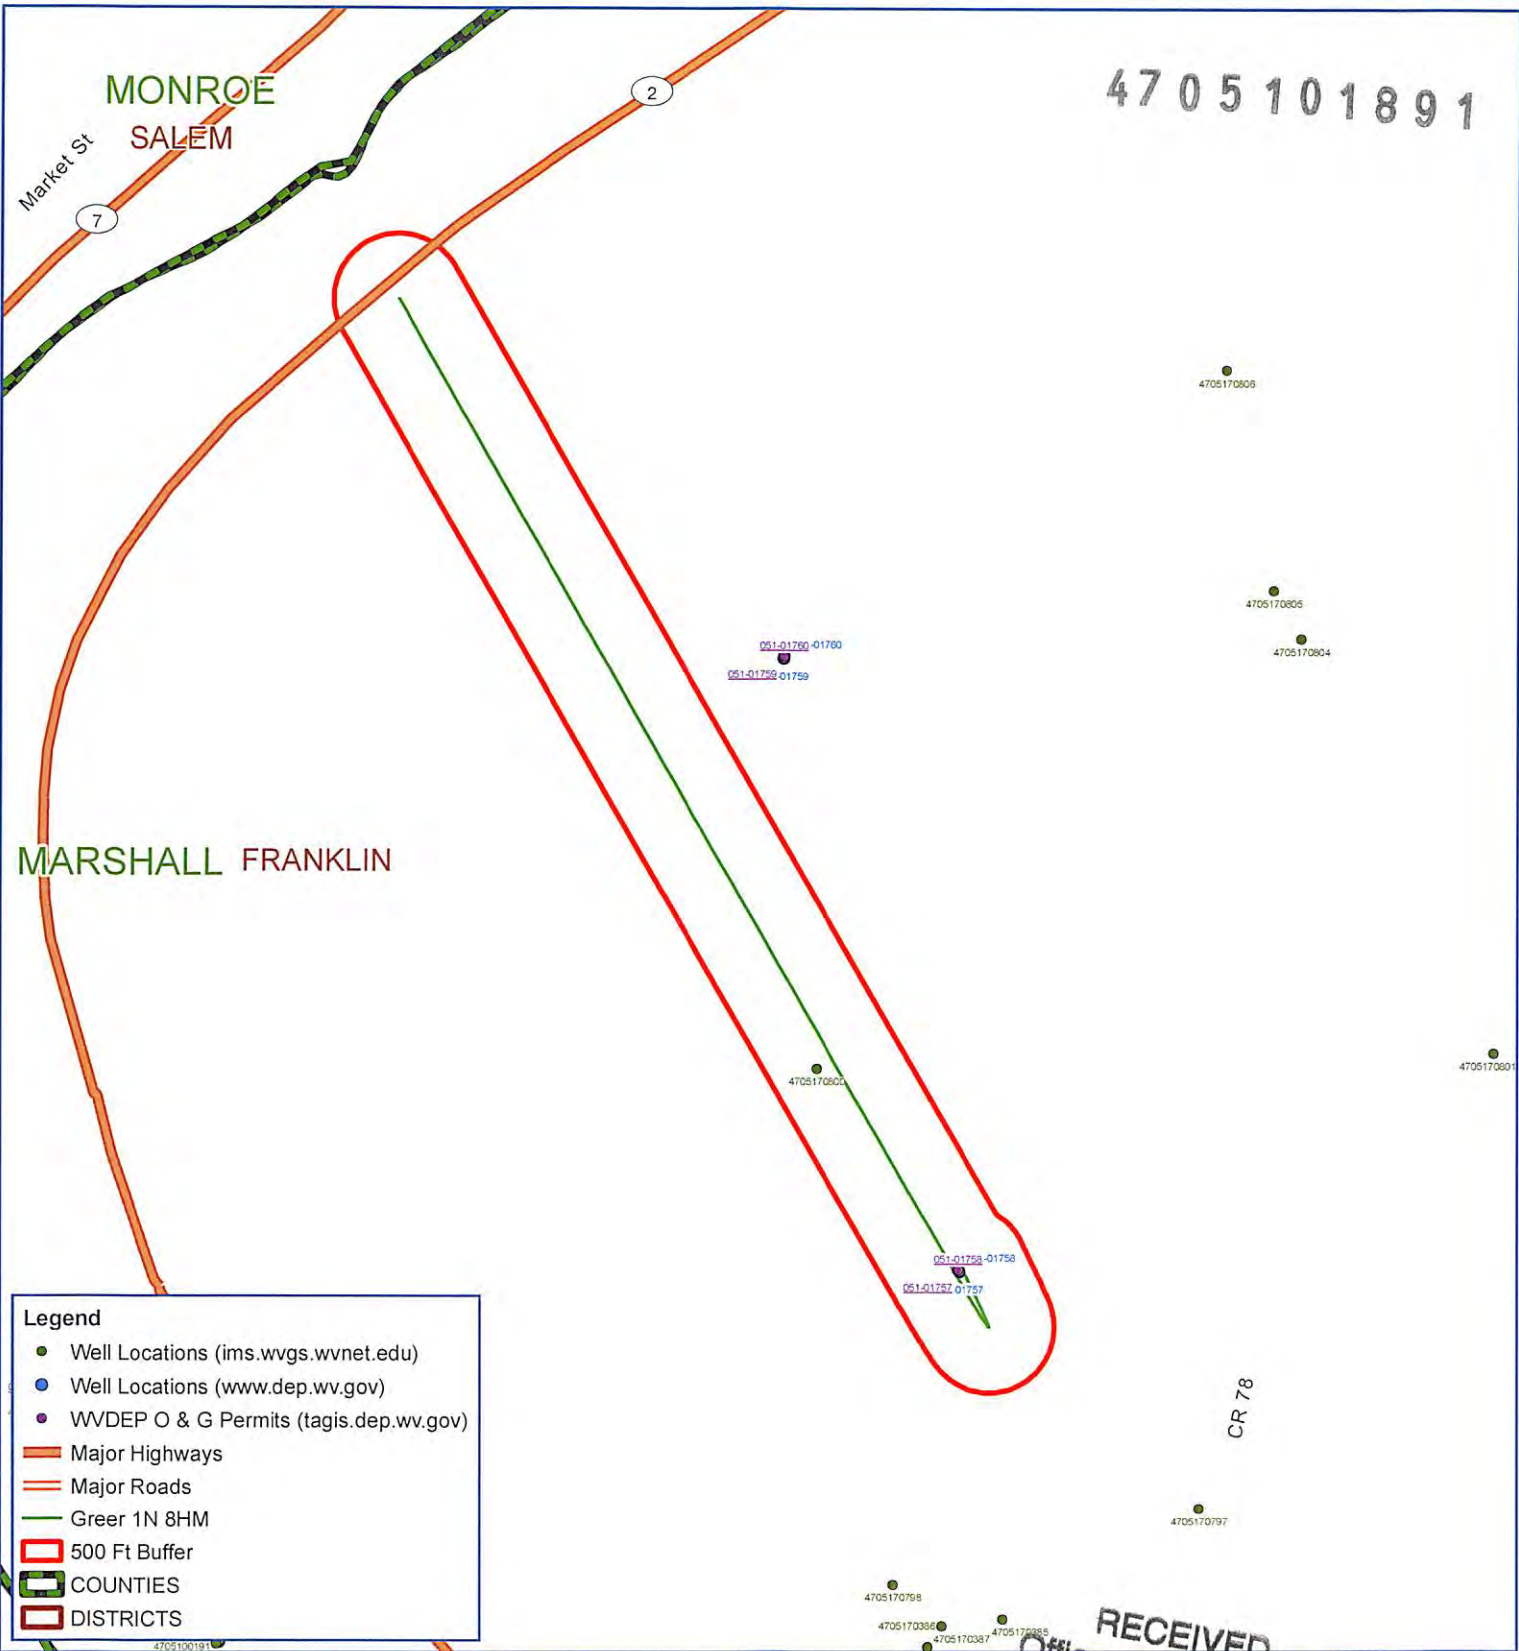 4705101891
MONROE
SALEM
2
Market St
7
4705170806
4705170805
4705170804
051-01760 -01760
051-01759 -01759
MARSHALL FRANKLIN
4705170801
4705170800
051-01758 -01758
051-01757 01757
CR 78
Legend
Well Locations (ims.wvgs.wvnet.edu)
Well Locations (www.dep.wv.gov)
WVDEP O & G Permits (tagis.dep.wv.gov)
Major Highways
Major Roads
Greer 1N 8HM
500 Ft Buffer
COUNTIES
DISTRICTS
4705170797
4705170798
4705170386
4705170385
4705170387
4705100191
RECEIVED